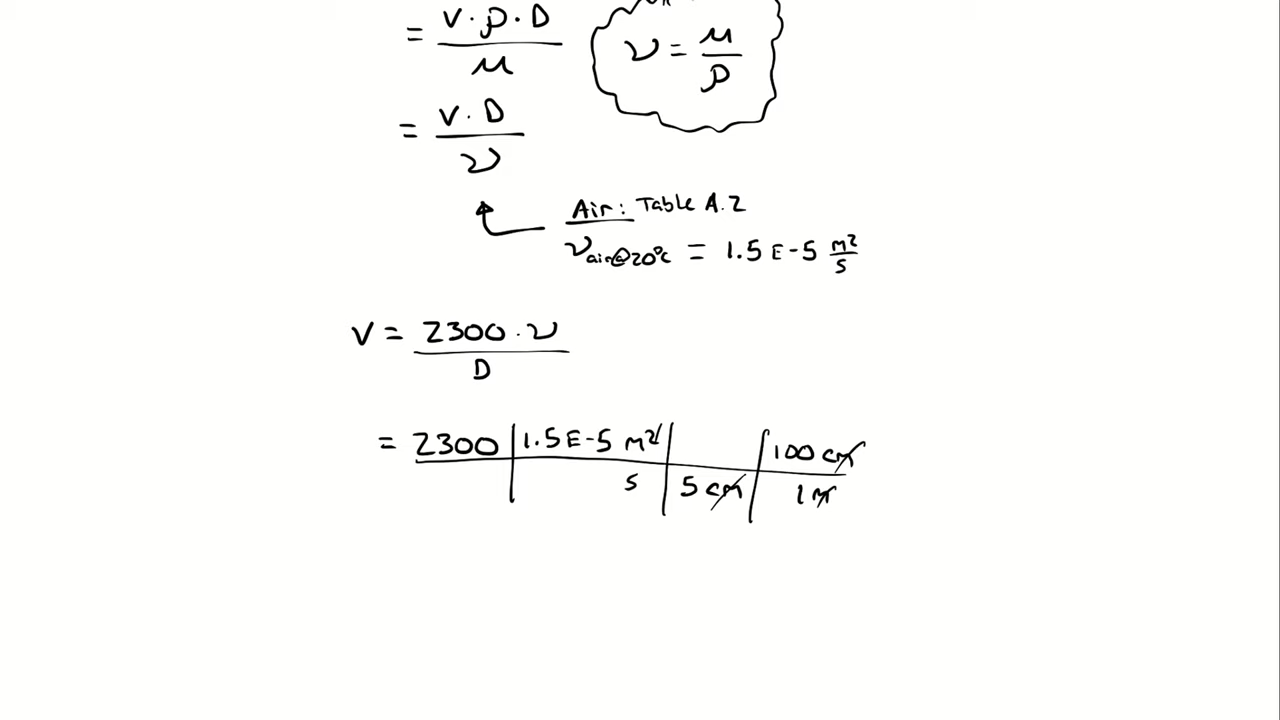 = V · ρ · D / μ
ν = μ / ρ
= V · D / ν
Air: Table A.2
ν air@20°C = 1.5 E-5 m² / s
V = 2300 · ν / D
= 2300 | 1.5 E-5 m² / s | / 5 cm | 100 cm / 1 m